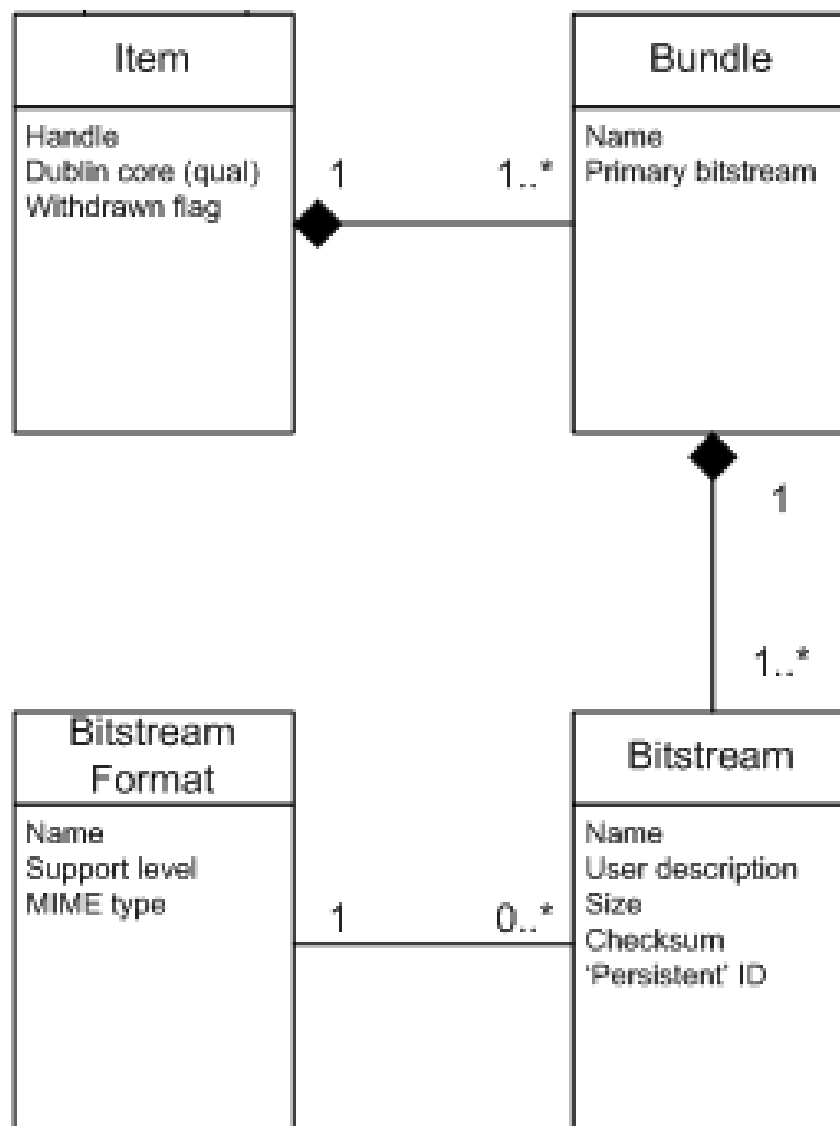 Item
Handle
Dublin core (qual)
Withdrawn flag
1
1..*
Bundle
Name
Primary bitstream
1
1..*
Bitstream
Format
Name
Support level
MIME type
1
0..*
Bitstream
Name
User description
Size
Checksum
'Persistent' ID